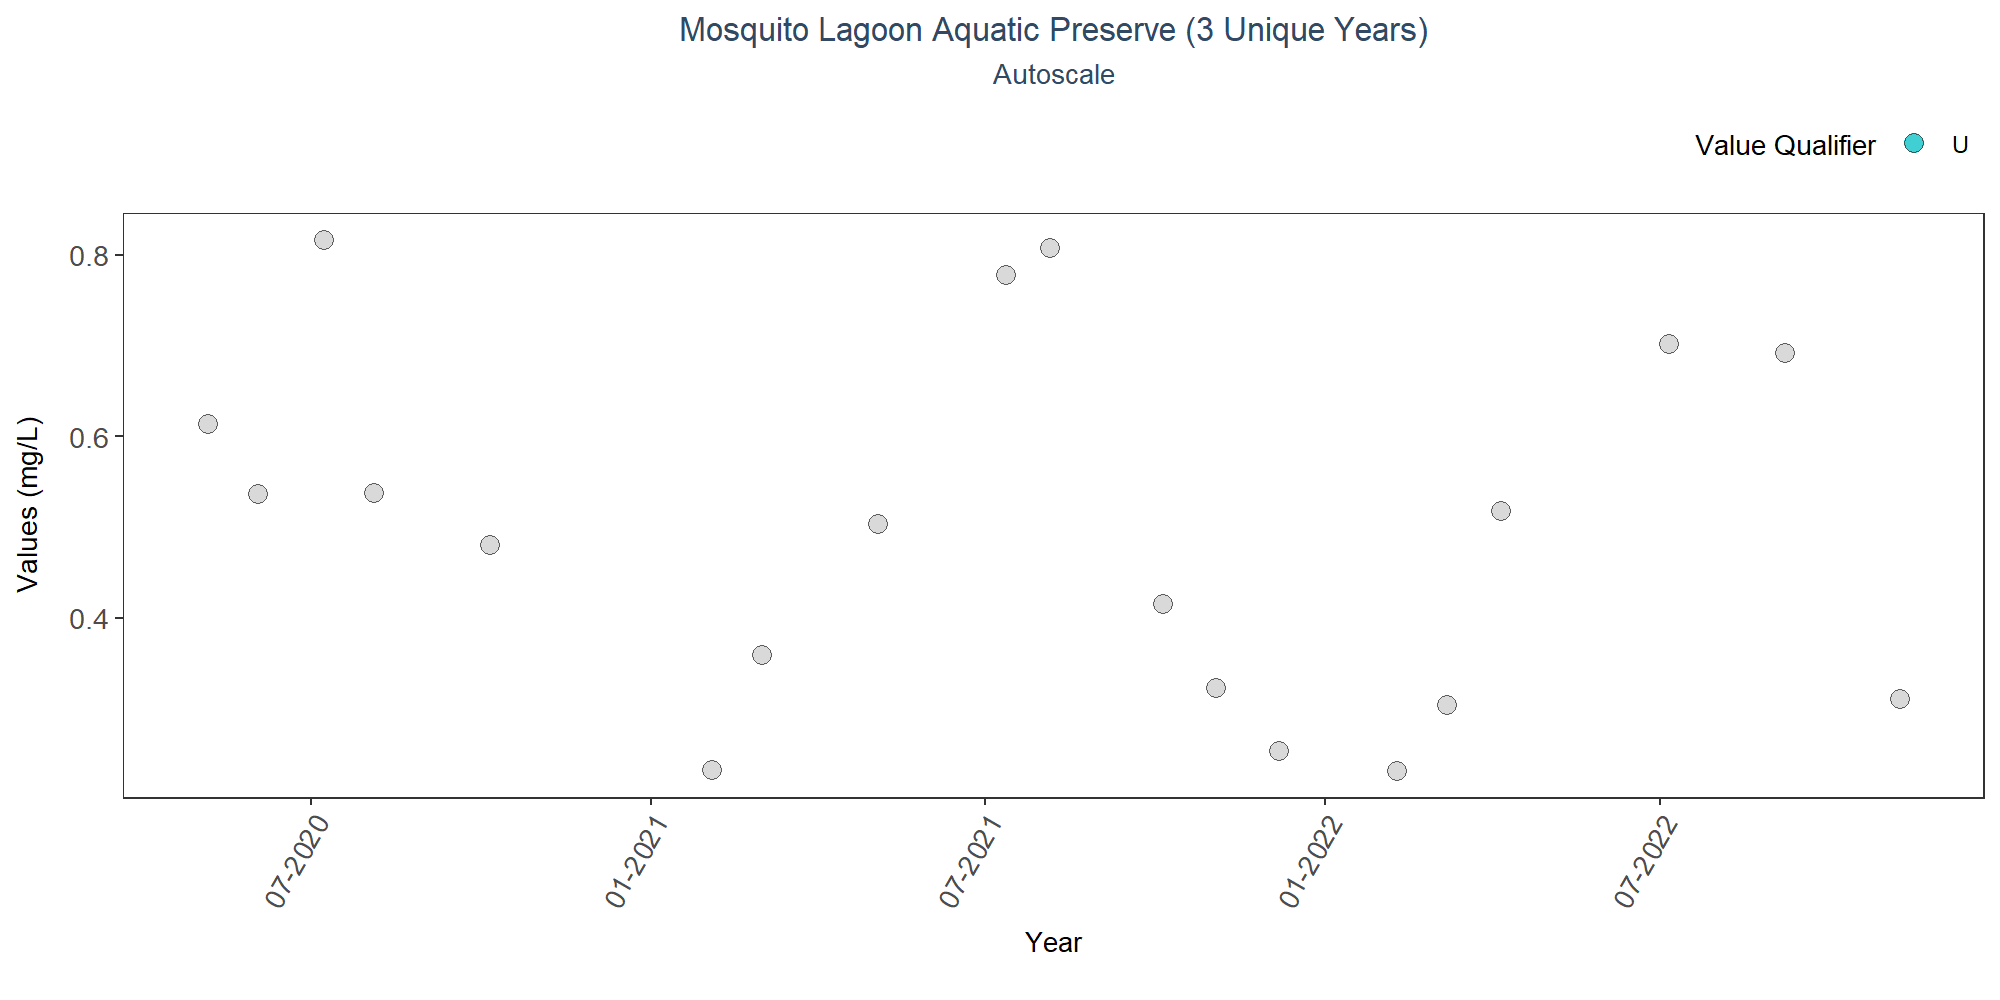 Mosquito Lagoon Aquatic Preserve (3 Unique Years)
Autoscale
Value Qualifier U
0.8
0.6
0.4
Values (mg/L)
07-2020
01-2021
07-2021
01-2022
07-2022
Year